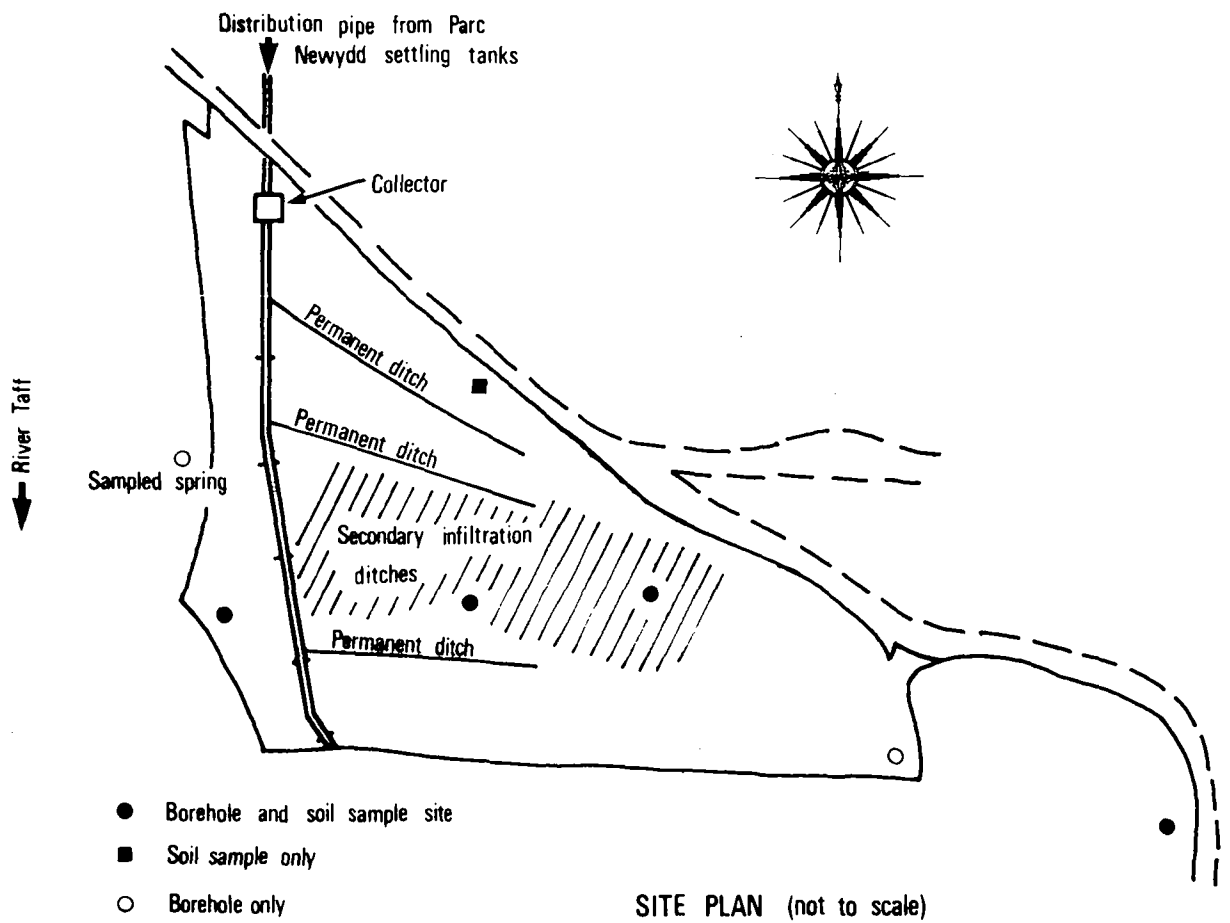 Distribution pipe from Parc
Newydd settling tanks
Collector
Permanent ditch
Permanent ditch
River Taff
Sampled spring
Secondary infiltration
ditches
Permanent ditch
Borehole and soil sample site
Soil sample only
Borehole only
SITE PLAN (not to scale)